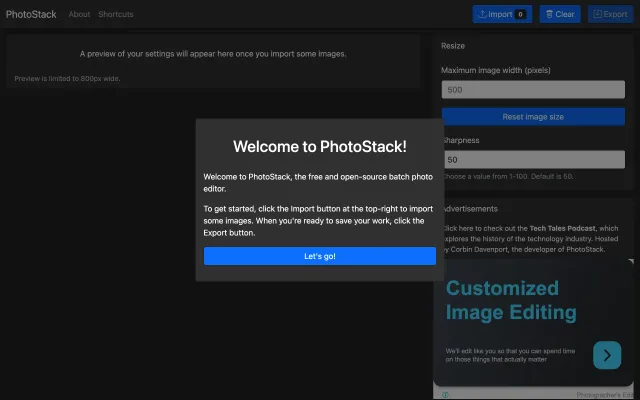 PhotoStack About Shortcuts Import 0 Clear Export
A preview of your settings will appear here once you import some images.
Preview is limited to 800px wide.
Resize
Maximum image width (pixels)
500
Reset image size
Sharpness
50
Choose a value from 1-100. Default is 50.
Welcome to PhotoStack!
Welcome to PhotoStack, the free and open-source batch photo
editor.
To get started, click the Import button at the top-right to import
some images. When you're ready to save your work, click the
Export button.
Let's go!
Advertisements
Click here to check out the Tech Tales Podcast, which
explores the history of the technology industry. Hosted
by Corbin Davenport, the developer of PhotoStack.
Customized
Image Editing
We'll edit like you so that you can spend time
on those things that actually matter
Photographer's Edit